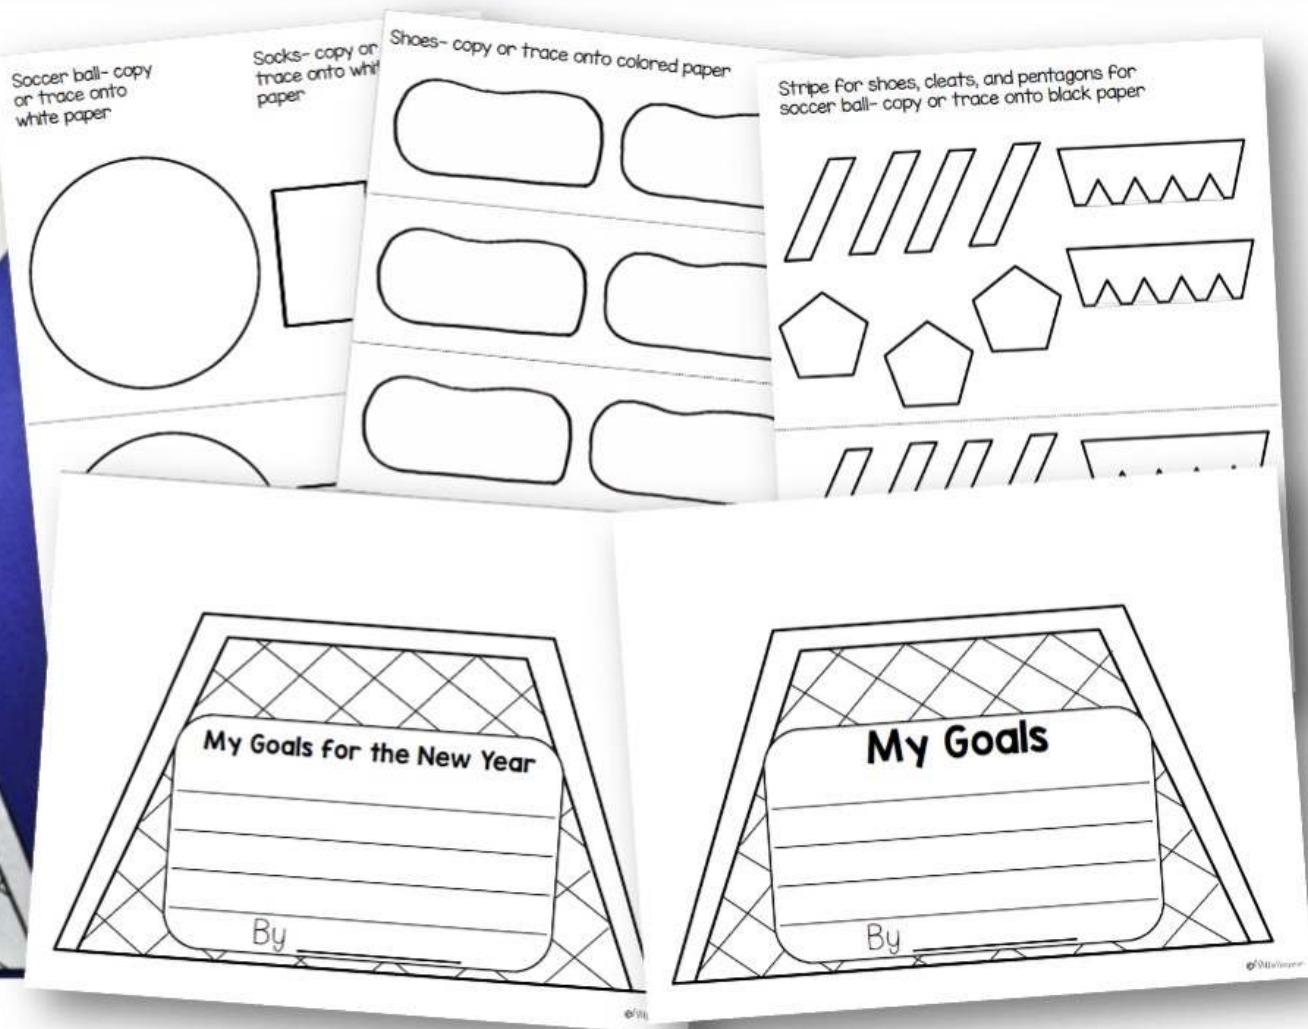 Soccer ball- copy
or trace onto
white paper
Socks- copy or
trace onto
paper
Shoes- copy or trace onto colored paper
Stripe for shoes, cleats, and pentagons for
soccer ball- copy or trace onto black paper
My Goals for the New Year
By
My Goals
By